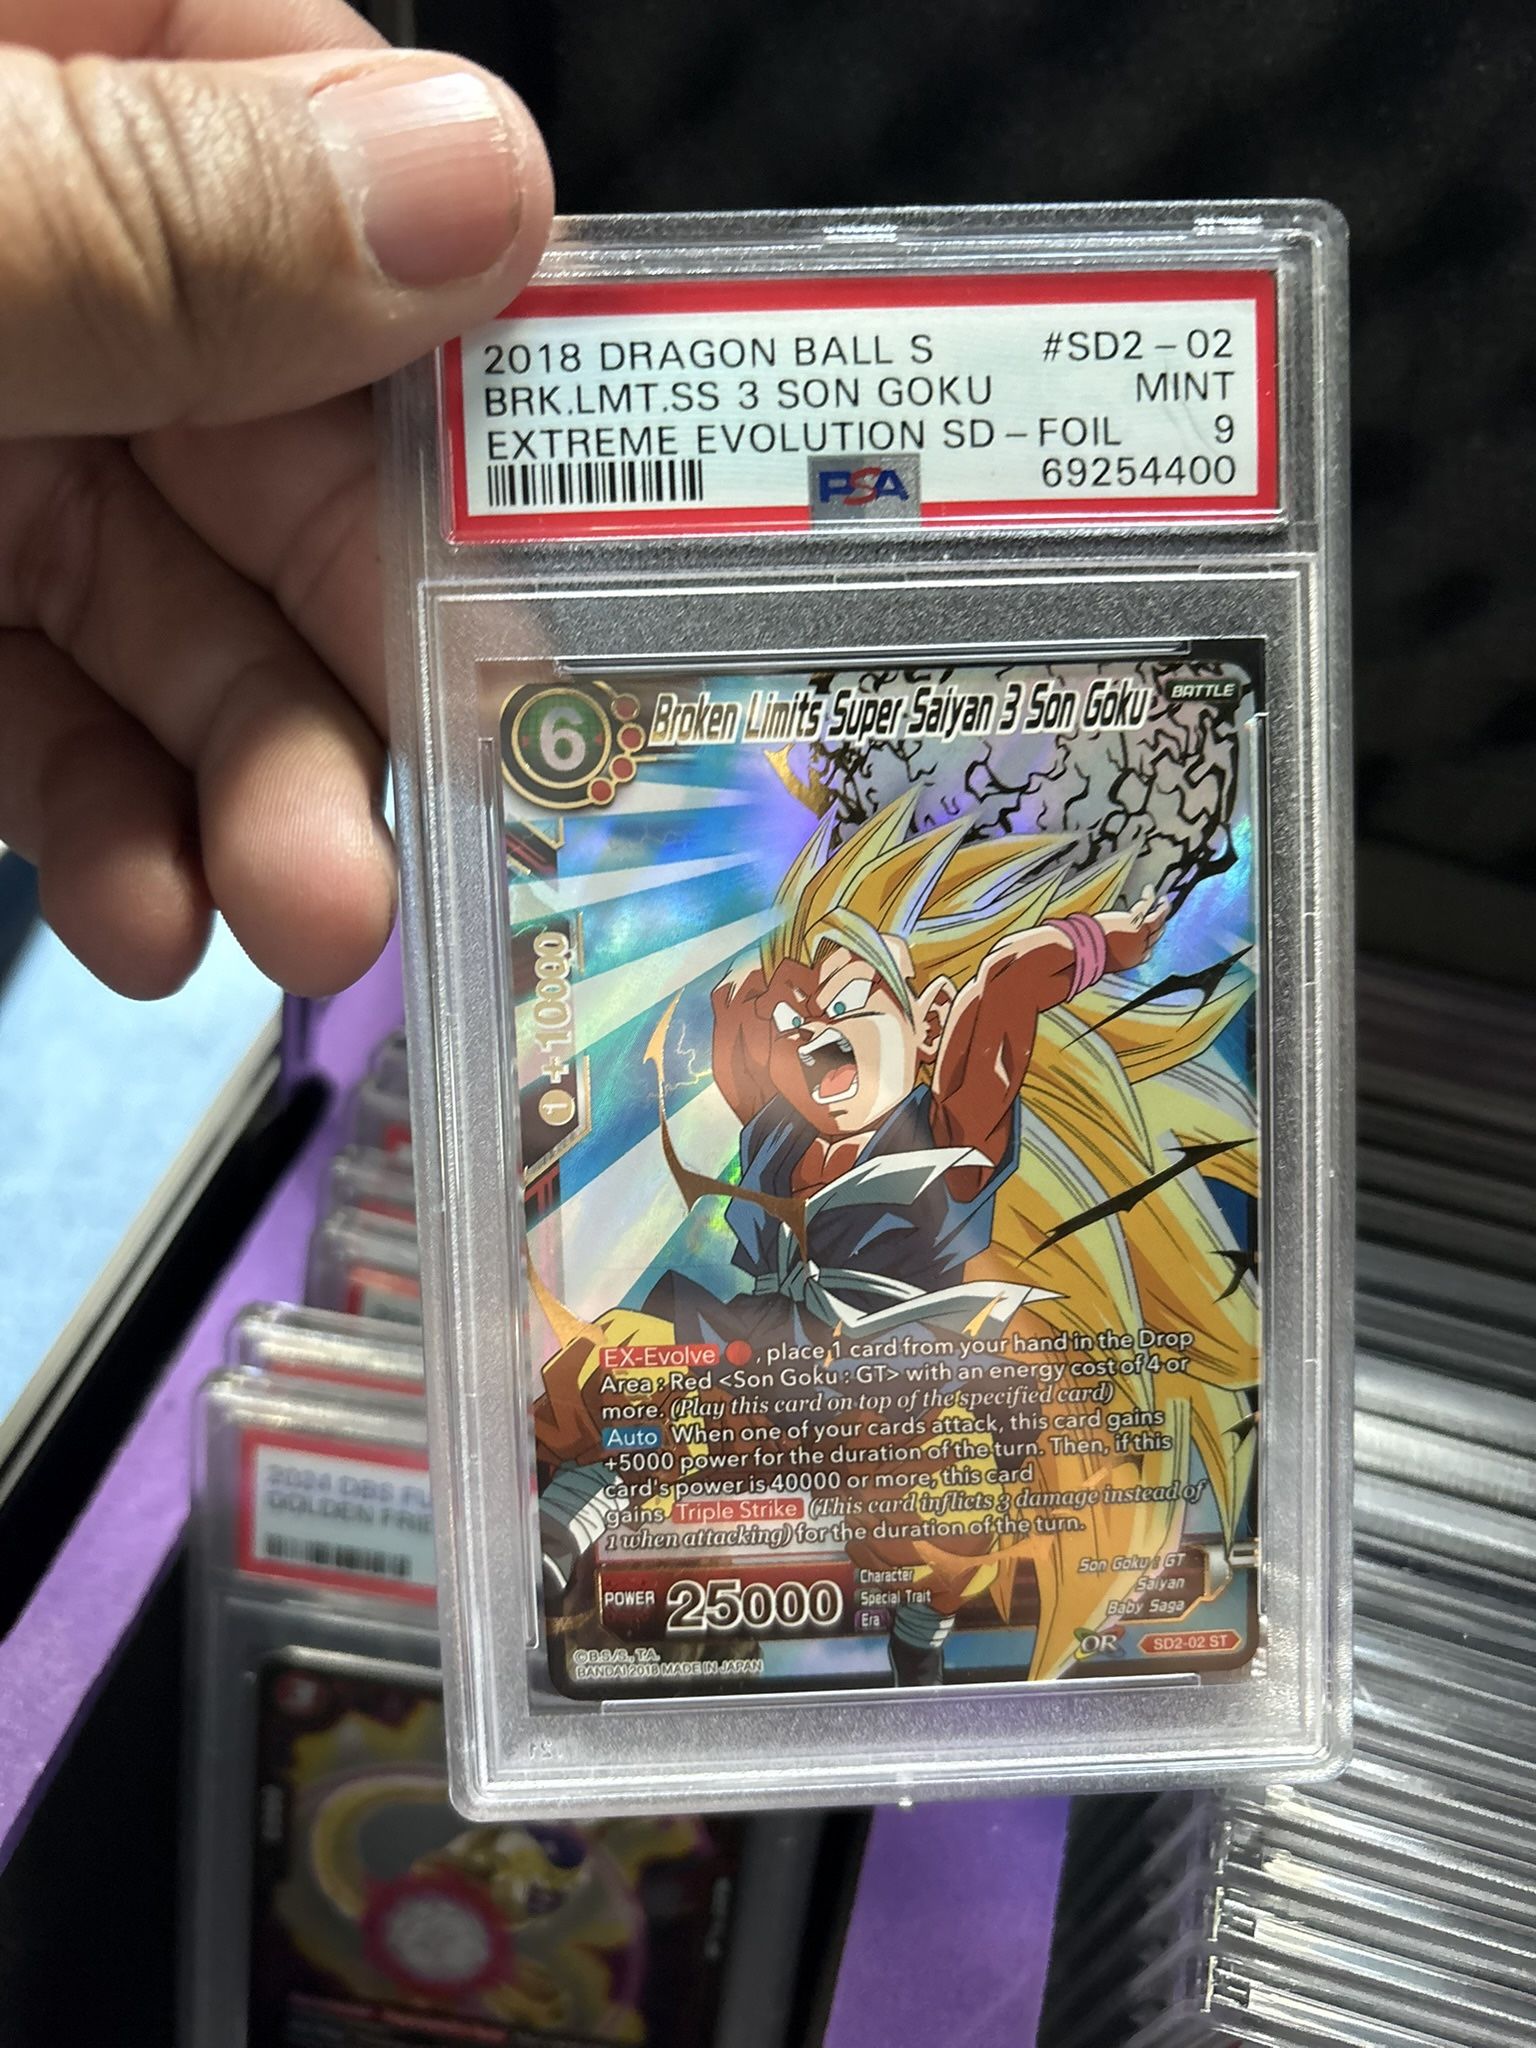 2018 DRAGON BALL S #SD2-02
BRK.LMT.SS 3 SON GOKU MINT
EXTREME EVOLUTION SD-FOIL 9
PSA 69254400
6 Broken Limits Super Saiyan 3 Son Goku BATTLE
1 +10000
EX-Evolve , place 1 card from your hand in the Drop
Area : Red <Son Goku : GT> with an energy cost of 4 or
more. (Play this card on top of the specified card)
Auto When one of your cards attack, this card gains
+5000 power for the duration of the turn. Then, if this
card's power is 40000 or more, this card
gains Triple Strike (This card inflicts 3 damage instead of
1 when attacking) for the duration of the turn.
POWER 25000
Character Son Goku : GT
Special Trait Saiyan
Era Baby Saga
OR SD2-02 ST
©B.S/S., T.A.
BANDAI 2018 MADE IN JAPAN
2024 DBS FU
GOLDEN FRIE